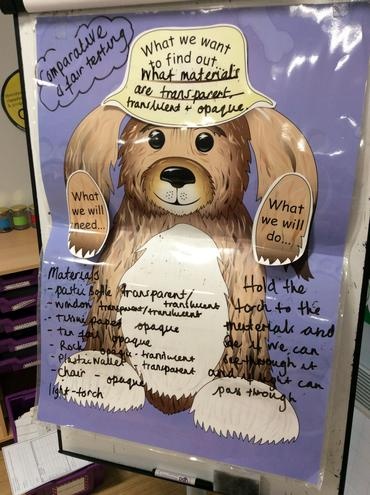 Comparative
& fair testing
What we want
to find out
What materials
are transparent,
translucent + opaque.
What
we will
need...
What
we will
do...
Materials
- plastic bottle transparent/
translucent
- window transparent/translucent
paper opaque
- tin foil opaque
Rock - opaque
translucent
- Plastic wallet - transparent
- chair - opaque
light - torch
Hold the
torch to the
materials and
see if we can
see through it
and if light can
pass through